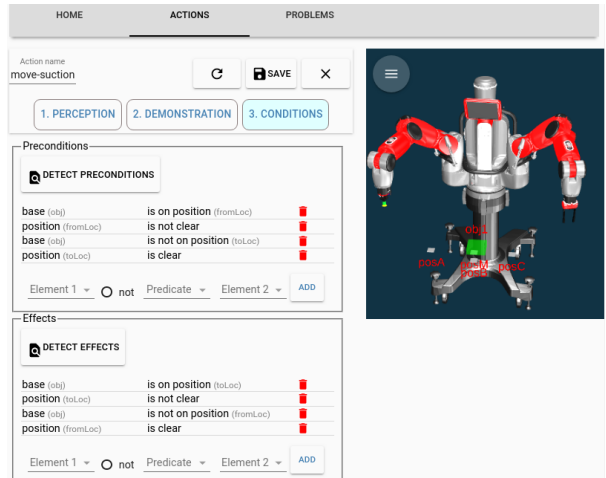 HOME ACTIONS PROBLEMS
Action name
move-suction
SAVE
1. PERCEPTION 2. DEMONSTRATION 3. CONDITIONS
Preconditions
DETECT PRECONDITIONS
base (obj) is on position (fromLoc)
position (fromLoc) is not clear
base (obj) is not on position (toLoc)
position (toLoc) is clear
Element 1 not Predicate Element 2 ADD
Effects
DETECT EFFECTS
base (obj) is on position (toLoc)
position (toLoc) is not clear
base (obj) is not on position (fromLoc)
position (fromLoc) is clear
Element 1 not Predicate Element 2 ADD
obj1
posA posM posC